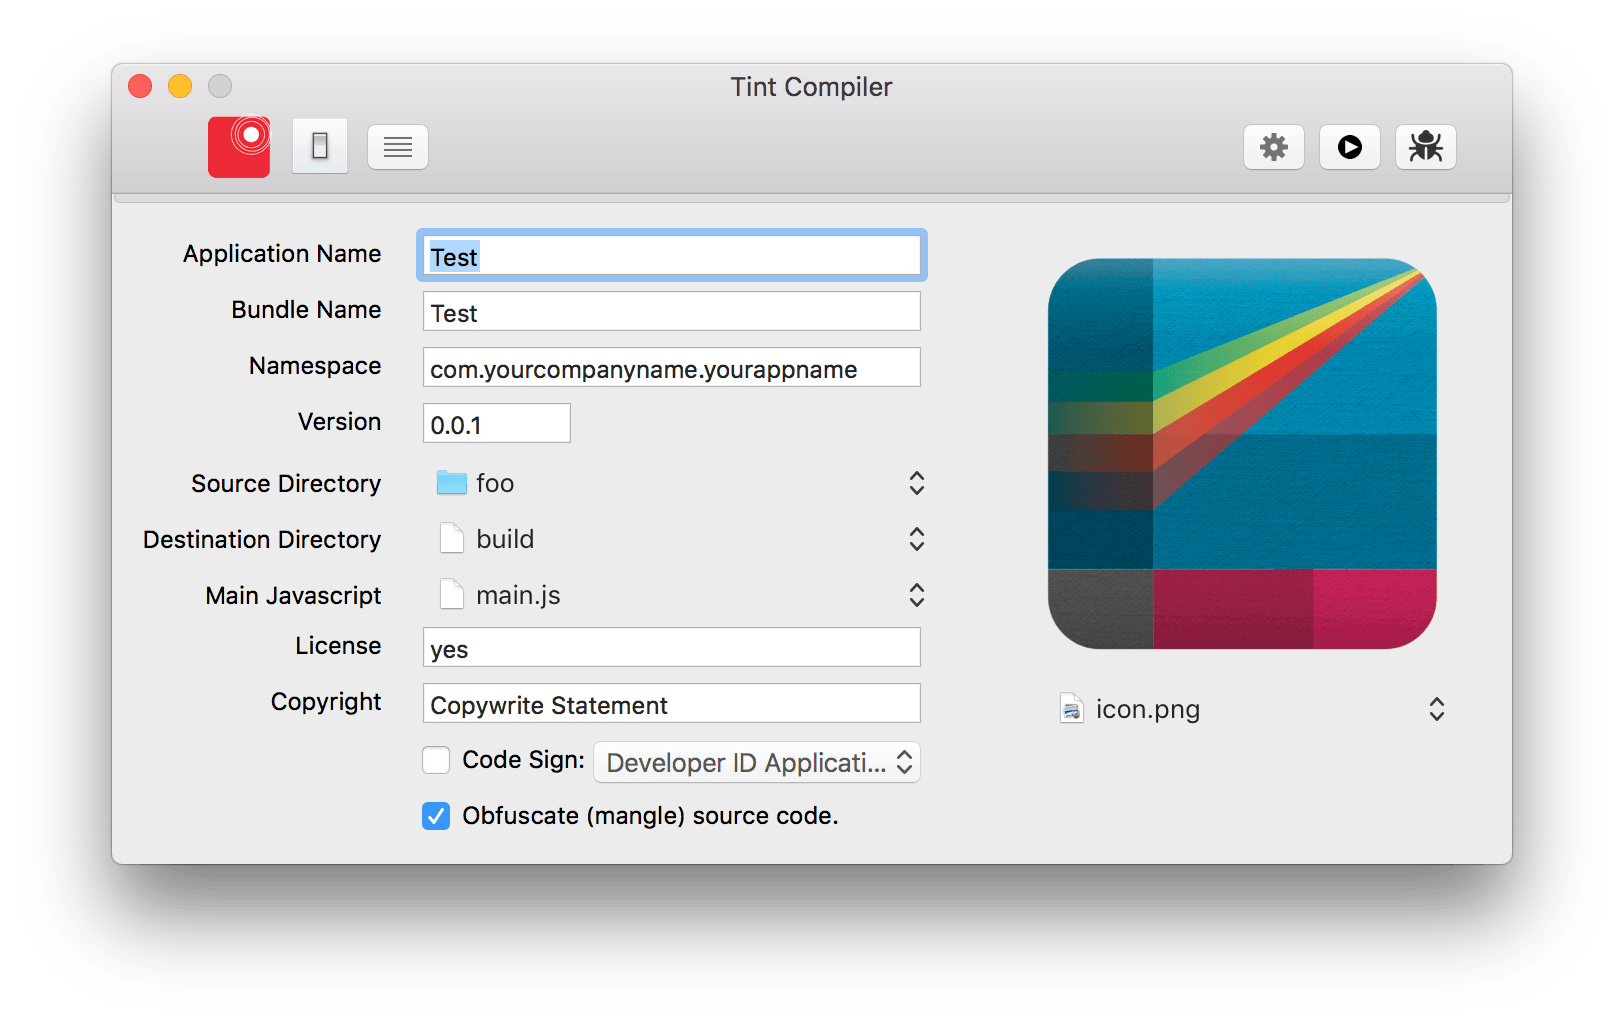 Tint Compiler
Application Name Test
Bundle Name Test
Namespace com.yourcompanyname.yourappname
Version 0.0.1
Source Directory foo
Destination Directory build
Main Javascript main.js
License yes
Copyright Copywrite Statement
Code Sign: Developer ID Applicati...
Obfuscate (mangle) source code.
icon.png